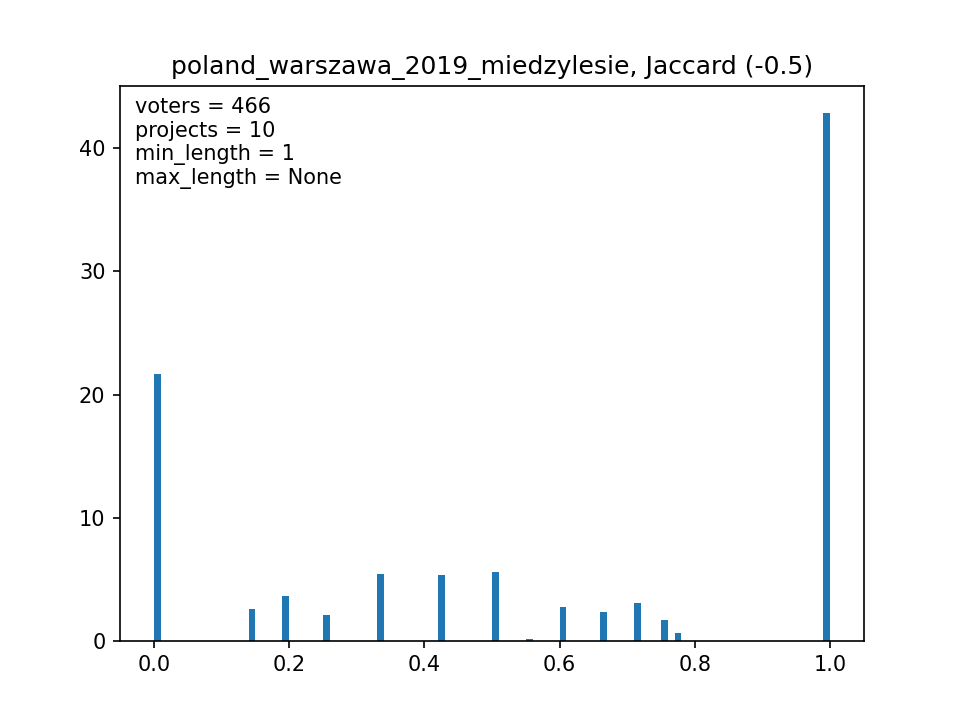 poland_warszawa_2019_miedzylesie, Jaccard (-0.5)
voters = 466
projects = 10
min_length = 1
max_length = None
40
30
20
10
0
0.0 0.2 0.4 0.6 0.8 1.0